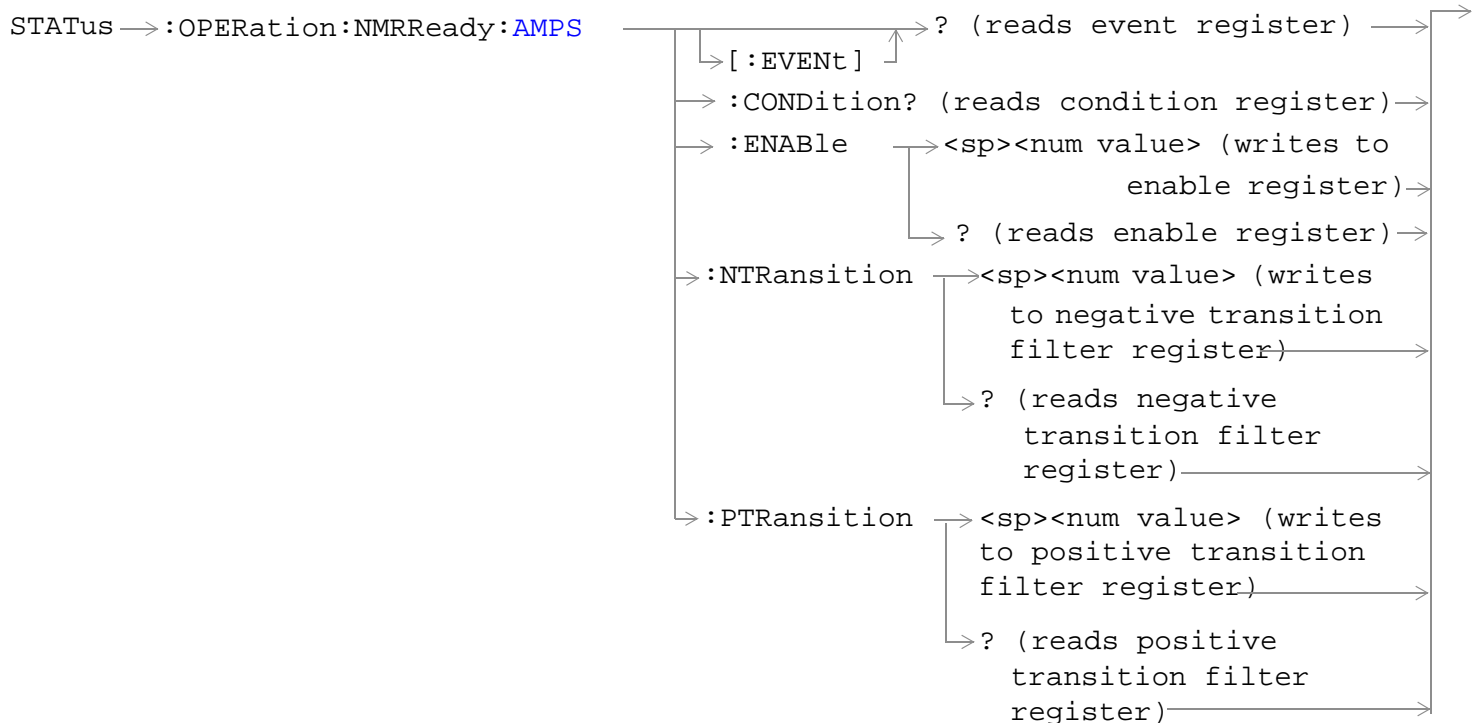 STATus :OPERation:NMRReady:AMPS ? (reads event register)
[:EVENt]
:CONDition? (reads condition register)
:ENABle <sp><num value> (writes to
enable register)
? (reads enable register)
:NTRansition <sp><num value> (writes
to negative transition
filter register)
? (reads negative
transition filter
register)
:PTRansition <sp><num value> (writes
to positive transition
filter register)
? (reads positive
transition filter
register)